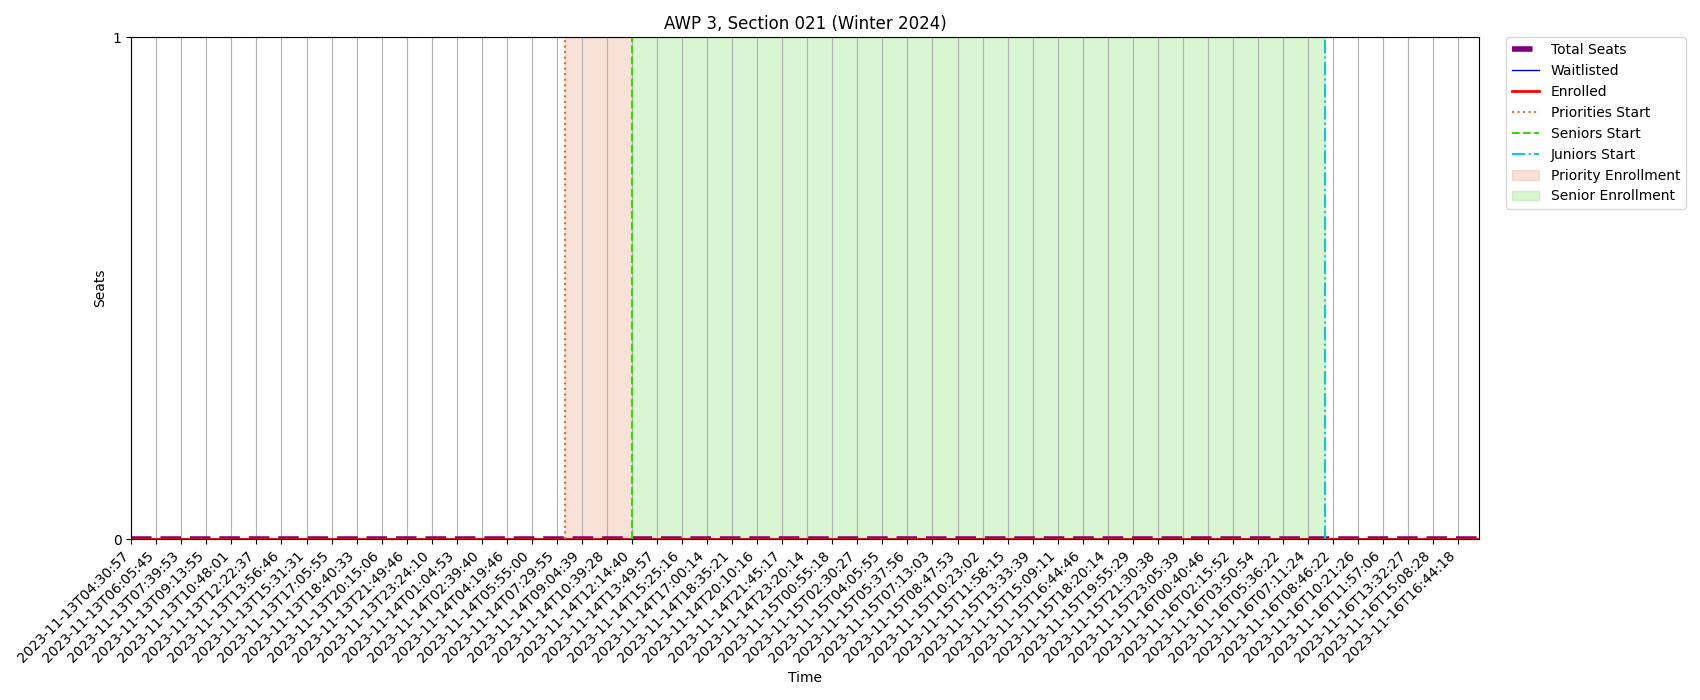 AWP 3, Section 021 (Winter 2024)
1
0
Seats
2023-11-13T04:30:57
2023-11-13T06:05:45
2023-11-13T07:39:53
2023-11-13T09:13:55
2023-11-13T10:48:01
2023-11-13T12:22:37
2023-11-13T13:56:46
2023-11-13T15:31:31
2023-11-13T17:05:55
2023-11-13T18:40:33
2023-11-13T20:15:06
2023-11-13T21:49:46
2023-11-13T23:24:10
2023-11-14T01:04:53
2023-11-14T02:39:40
2023-11-14T04:19:46
2023-11-14T05:55:00
2023-11-14T07:29:55
2023-11-14T09:04:39
2023-11-14T10:39:28
2023-11-14T12:14:40
2023-11-14T13:49:57
2023-11-14T15:25:16
2023-11-14T17:00:14
2023-11-14T18:35:21
2023-11-14T20:10:16
2023-11-14T21:45:17
2023-11-14T23:20:14
2023-11-15T00:55:18
2023-11-15T02:30:27
2023-11-15T04:05:55
2023-11-15T05:37:56
2023-11-15T07:13:03
2023-11-15T08:47:53
2023-11-15T10:23:02
2023-11-15T11:58:15
2023-11-15T13:33:39
2023-11-15T15:09:11
2023-11-15T16:44:46
2023-11-15T18:20:14
2023-11-15T19:55:29
2023-11-15T21:30:38
2023-11-15T23:05:39
2023-11-16T00:40:46
2023-11-16T02:15:52
2023-11-16T03:50:54
2023-11-16T05:36:22
2023-11-16T07:11:24
2023-11-16T08:46:22
2023-11-16T10:21:26
2023-11-16T11:57:06
2023-11-16T13:32:27
2023-11-16T15:08:28
2023-11-16T16:44:18
Time
Total Seats
Waitlisted
Enrolled
Priorities Start
Seniors Start
Juniors Start
Priority Enrollment
Senior Enrollment